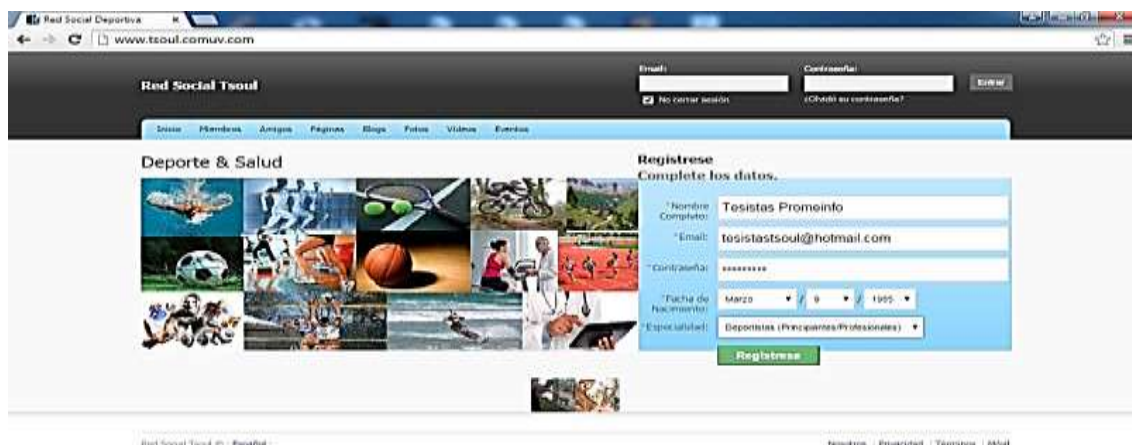 Red Social Deportiva
www.tsoul.comuv.com
Email:
Contraseña:
Red Social Tsoul
Entrar
No cerrar sesión
¿Olvidó su contraseña?
Inicio Miembros Amigos Páginas Blogs Fotos Videos Eventos
Deporte & Salud
Registrese
Complete los datos.
*Nombre Completo: Tesistas Promeinfo
*Email: tesistastsoul@hotmail.com
*Contraseña: *********
*Fecha de Nacimiento: Marzo / 9 / 1985
*Especialidad: Deportistas (Principiantes/Profesionales)
Registrese
Red Social Tsoul © · Español
Nosotros Privacidad Términos Móvil